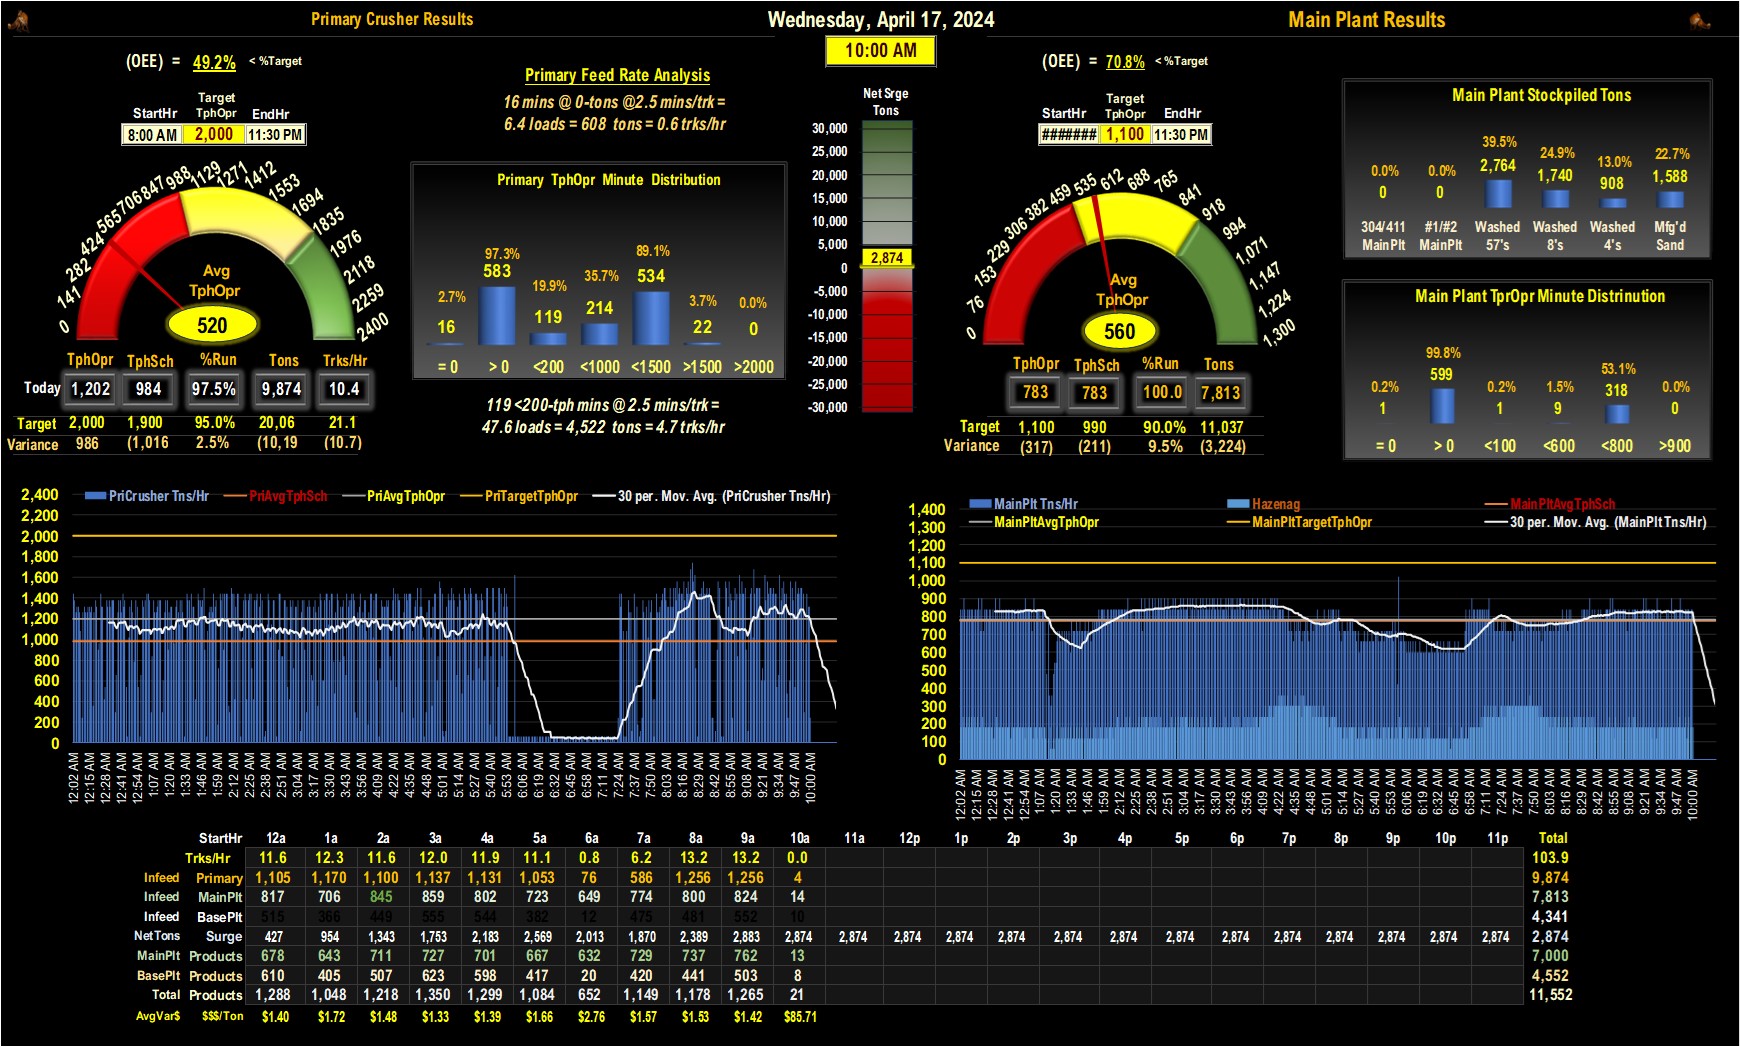 Primary Crusher Results
Wednesday, April 17, 2024
Main Plant Results
10:00 AM
(OEE) = 49.2% < %Target
Target
StartHr TphOpr EndHr
8:00 AM 2,000 11:30 PM
0 141 282 424 565 706 847 988 1129 1271 1412 1553 1694 1835 1976 2118 2259 2400
Avg
TphOpr
520
TphOpr TphSch %Run Tons Trks/Hr
Today 1,202 984 97.5% 9,874 10.4
Target 2,000 1,900 95.0% 20,06 21.1
Variance 986 (1,016 2.5% (10,19 (10.7)
Primary Feed Rate Analysis
16 mins @ 0-tons @2.5 mins/trk =
6.4 loads = 608 tons = 0.6 trks/hr
Primary TphOpr Minute Distribution
2.7% 97.3% 19.9% 35.7% 89.1% 3.7% 0.0%
16 583 119 214 534 22 0
= 0 > 0 <200 <1000 <1500 >1500 >2000
119 <200-tph mins @ 2.5 mins/trk =
47.6 loads = 4,522 tons = 4.7 trks/hr
Net Srge
Tons
30,000
25,000
20,000
15,000
10,000
5,000
2,874
0
-5,000
-10,000
-15,000
-20,000
-25,000
-30,000
(OEE) = 70.8% < %Target
Target
StartHr TphOpr EndHr
####### 1,100 11:30 PM
0 76 153 229 306 382 459 535 612 688 765 841 918 994 1,071 1,147 1,224 1,300
Avg
TphOpr
560
TphOpr TphSch %Run Tons
783 783 100.0 7,813
Target 1,100 990 90.0% 11,037
Variance (317) (211) 9.5% (3,224)
Main Plant Stockpiled Tons
0.0% 0.0% 39.5% 24.9% 13.0% 22.7%
0 0 2,764 1,740 908 1,588
304/411 #1/#2 Washed Washed Washed Mfg'd
MainPlt MainPlt 57's 8's 4's Sand
Main Plant TprOpr Minute Distrinution
0.2% 99.8% 0.2% 1.5% 53.1% 0.0%
1 599 1 9 318 0
= 0 > 0 <100 <600 <800 >900
PriCrusher Tns/Hr PriAvgTphSch PriAvgTphOpr PriTargetTphOpr 30 per. Mov. Avg. (PriCrusher Tns/Hr)
2,400
2,200
2,000
1,800
1,600
1,400
1,200
1,000
800
600
400
200
0
12:02 AM 12:15 AM 12:28 AM 12:41 AM 12:54 AM 1:07 AM 1:20 AM 1:33 AM 1:46 AM 1:59 AM 2:12 AM 2:25 AM 2:38 AM 2:51 AM 3:04 AM 3:17 AM 3:30 AM 3:43 AM 3:56 AM 4:09 AM 4:22 AM 4:35 AM 4:48 AM 5:01 AM 5:14 AM 5:27 AM 5:40 AM 5:53 AM 6:06 AM 6:19 AM 6:32 AM 6:45 AM 6:58 AM 7:11 AM 7:24 AM 7:37 AM 7:50 AM 8:03 AM 8:16 AM 8:29 AM 8:42 AM 8:55 AM 9:08 AM 9:21 AM 9:34 AM 9:47 AM 10:00 AM
MainPlt Tns/Hr Hazenag MainPltAvgTphSch
MainPltAvgTphOpr MainPltTargetTphOpr 30 per. Mov. Avg. (MainPlt Tns/Hr)
1,400
1,300
1,200
1,100
1,000
900
800
700
600
500
400
300
200
100
0
12:02 AM 12:15 AM 12:28 AM 12:41 AM 12:54 AM 1:07 AM 1:20 AM 1:33 AM 1:46 AM 1:59 AM 2:12 AM 2:25 AM 2:38 AM 2:51 AM 3:04 AM 3:17 AM 3:30 AM 3:43 AM 3:56 AM 4:09 AM 4:22 AM 4:35 AM 4:48 AM 5:01 AM 5:14 AM 5:27 AM 5:40 AM 5:53 AM 6:06 AM 6:19 AM 6:32 AM 6:45 AM 6:58 AM 7:11 AM 7:24 AM 7:37 AM 7:50 AM 8:03 AM 8:16 AM 8:29 AM 8:42 AM 8:55 AM 9:08 AM 9:21 AM 9:34 AM 9:47 AM 10:00 AM
StartHr 12a 1a 2a 3a 4a 5a 6a 7a 8a 9a 10a 11a 12p 1p 2p 3p 4p 5p 6p 7p 8p 9p 10p 11p Total
Trks/Hr 11.6 12.3 11.6 12.0 11.9 11.1 0.8 6.2 13.2 13.2 0.0 103.9
Infeed Primary 1,105 1,170 1,100 1,137 1,131 1,053 76 586 1,256 1,256 4 9,874
Infeed MainPlt 817 706 845 859 802 723 649 774 800 824 14 7,813
Infeed BasePlt 515 366 449 555 544 382 12 475 481 552 10 4,341
NetTons Surge 427 954 1,343 1,753 2,183 2,569 2,013 1,870 2,389 2,883 2,874 2,874 2,874 2,874 2,874 2,874 2,874 2,874 2,874 2,874 2,874 2,874 2,874 2,874 2,874
MainPlt Products 678 643 711 727 701 667 632 729 737 762 13 7,000
BasePlt Products 610 405 507 623 598 417 20 420 441 503 8 4,552
Total Products 1,288 1,048 1,218 1,350 1,299 1,084 652 1,149 1,178 1,265 21 11,552
AvgVar$ $$$/Ton $1.40 $1.72 $1.48 $1.33 $1.39 $1.66 $2.76 $1.57 $1.53 $1.42 $85.71